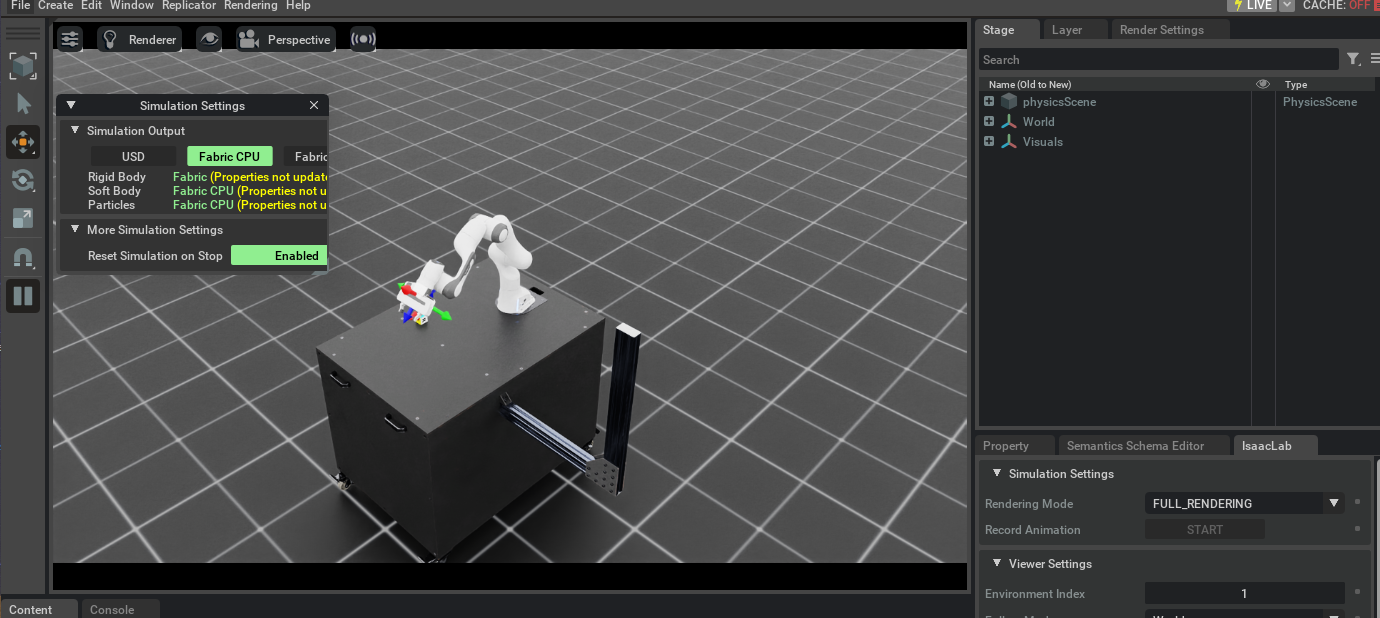 File Create Edit Window Replicator Rendering Help
LIVE CACHE: OFF
Renderer
Perspective
Simulation Settings
Simulation Output
USD Fabric CPU Fabric
Rigid Body Fabric (Properties not update
Soft Body Fabric CPU (Properties not u
Particles Fabric CPU (Properties not u
More Simulation Settings
Reset Simulation on Stop Enabled
Stage Layer Render Settings
Search
Name (Old to New) Type
physicsScene PhysicsScene
World
Visuals
Property Semantics Schema Editor IsaacLab
Simulation Settings
Rendering Mode FULL_RENDERING
Record Animation START
Viewer Settings
Environment Index 1
Content Console